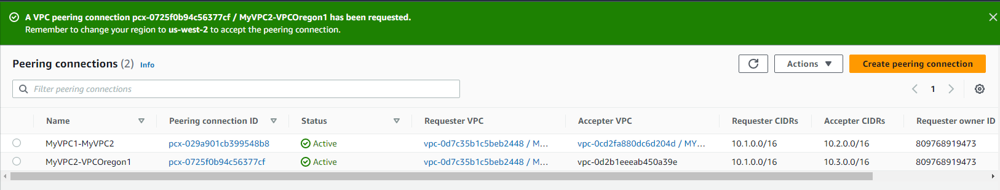 A VPC peering connection pcx-0725f0b94c56377cf / MyVPC2-VPCOregon1 has been requested.
Remember to change your region to us-west-2 to accept the peering connection.
Peering connections (2) Info
Actions
Create peering connection
Filter peering connections
1
Name Peering connection ID Status Requester VPC Accepter VPC Requester CIDRs Accepter CIDRs Requester owner ID
MyVPC1-MyVPC2 pcx-029a901cb399548b8 Active vpc-0d7c35b1c5beb2448 / M... vpc-0cd2fa880dc6d204d / MY... 10.1.0.0/16 10.2.0.0/16 809768919473
MyVPC2-VPCOregon1 pcx-0725f0b94c56377cf Active vpc-0d7c35b1c5beb2448 / M... vpc-0d2b1eeeab450a39e 10.1.0.0/16 10.3.0.0/16 809768919473